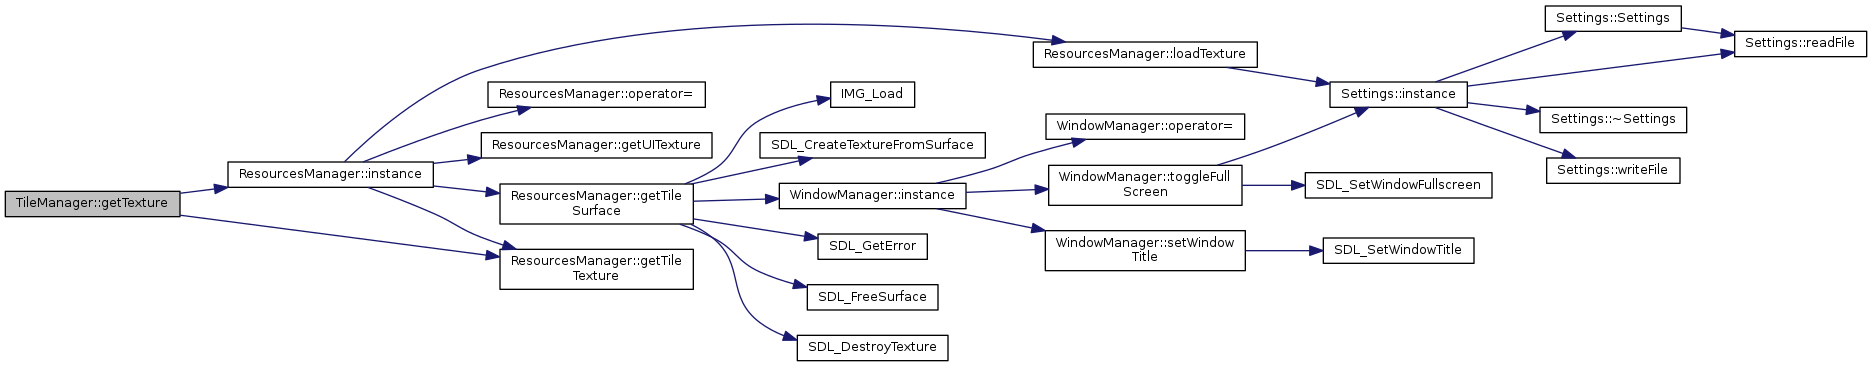 TileManager::getTexture
ResourcesManager::instance
ResourcesManager::operator=
ResourcesManager::getUITexture
ResourcesManager::getTile
Surface
ResourcesManager::getTile
Texture
IMG_Load
SDL_CreateTextureFromSurface
WindowManager::instance
SDL_GetError
SDL_FreeSurface
SDL_DestroyTexture
ResourcesManager::loadTexture
WindowManager::operator=
WindowManager::toggleFull
Screen
WindowManager::setWindow
Title
Settings::instance
SDL_SetWindowFullscreen
SDL_SetWindowTitle
Settings::Settings
Settings::~Settings
Settings::writeFile
Settings::readFile